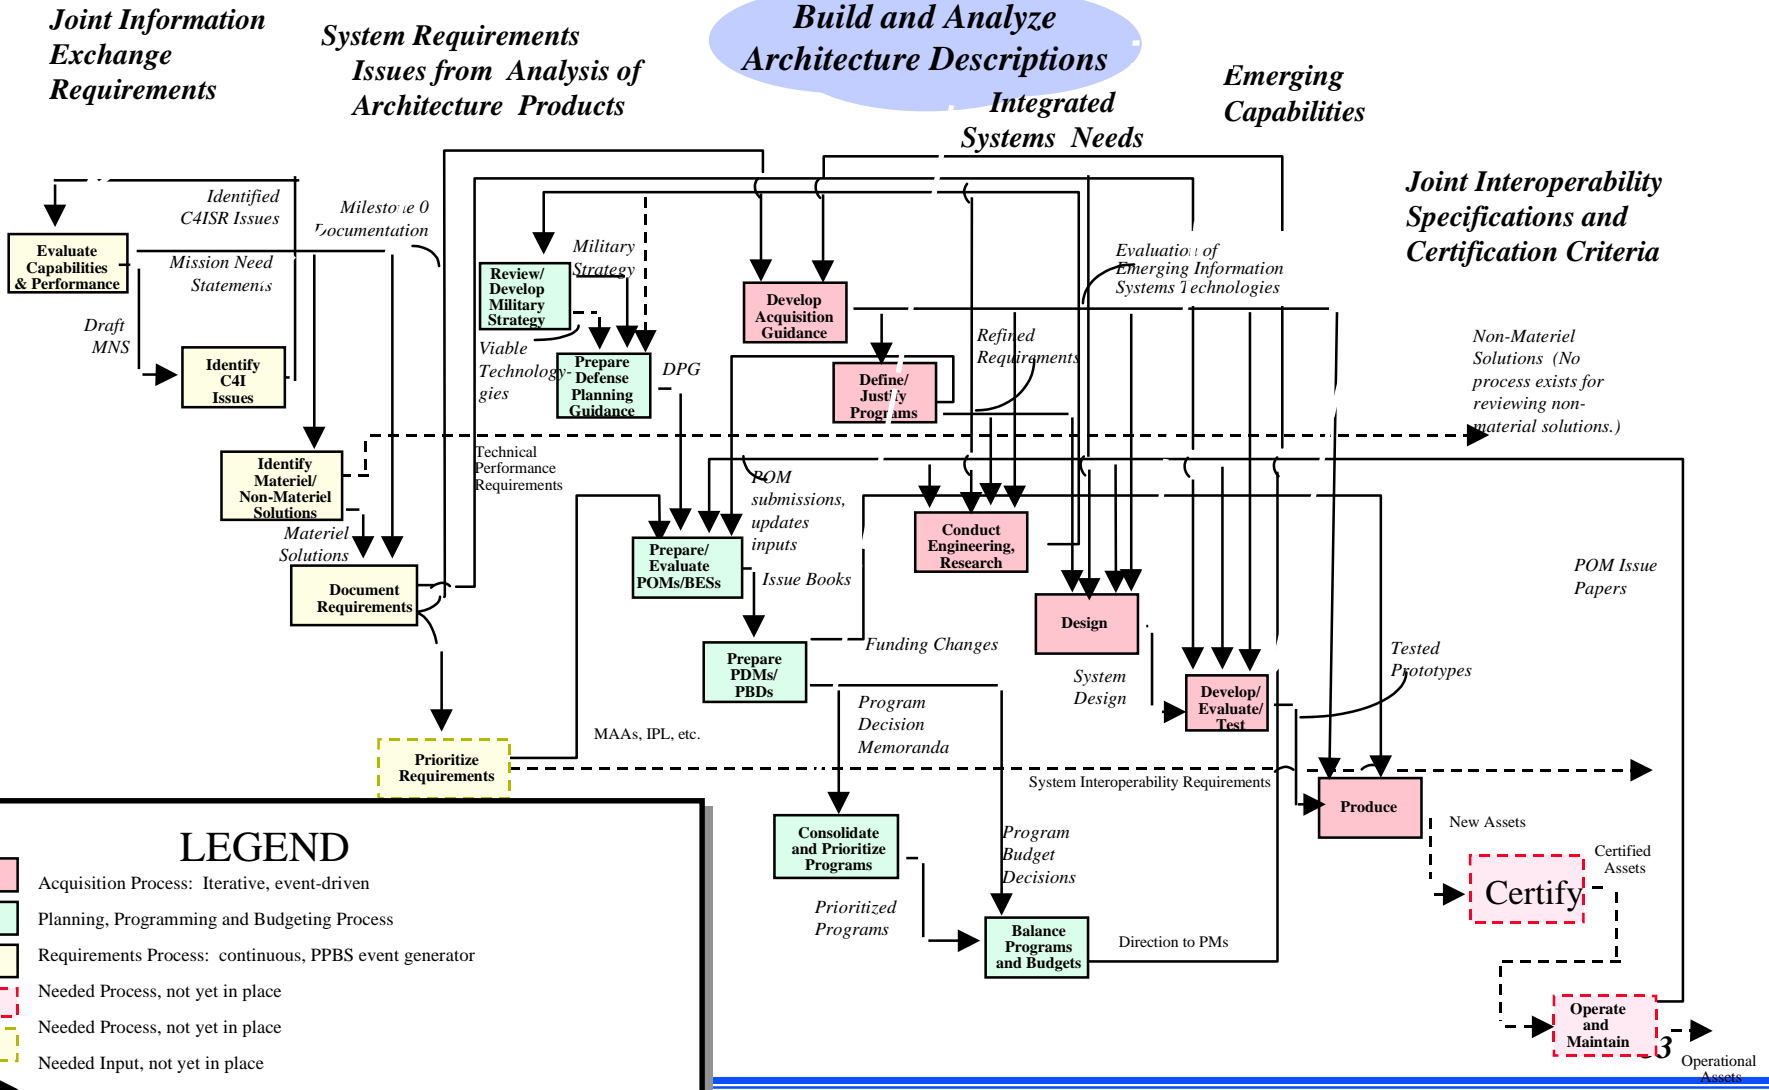 Joint Information
Exchange
Requirements
System Requirements
Issues from Analysis of
Architecture Products
Build and Analyze
Architecture Descriptions
Integrated
Systems Needs
Emerging
Capabilities
Joint Interoperability
Specifications and
Certification Criteria
Identified
C4ISR Issues
Milestone 0
Documentation
Evaluate
Capabilities
& Performance
Mission Need
Statements
Draft
MNS
Identify
C4I
Issues
Review/
Develop
Military
Strategy
Military
Strategy
Viable
Technology-
gies
Prepare
Defense
Planning
Guidance
DPG
Develop
Acquisition
Guidance
Evaluation of
Emerging Information
Systems Technologies
Refined
Requirements
Define/
Justify
Programs
Non-Materiel
Solutions (No
process exists for
reviewing non-
material solutions.)
Identify
Materiel/
Non-Materiel
Solutions
Technical
Performance
Requirements
POM
submissions,
updates
inputs
Materiel
Solutions
Document
Requirements
Prepare/
Evaluate
POMs/BESs
Issue Books
Conduct
Engineering,
Research
POM Issue
Papers
Design
Prepare
PDMs/
PBDs
Funding Changes
System
Design
Develop/
Evaluate/
Test
Tested
Prototypes
Program
Decision
Memoranda
MAAs, IPL, etc.
Prioritize
Requirements
System Interoperability Requirements
Produce
New Assets
Certified
Assets
Certify
Consolidate
and Prioritize
Programs
Program
Budget
Decisions
Prioritized
Programs
Balance
Programs
and Budgets
Direction to PMs
Operate
and
Maintain
33
Operational
Assets
LEGEND
Acquisition Process: Iterative, event-driven
Planning, Programming and Budgeting Process
Requirements Process: continuous, PPBS event generator
Needed Process, not yet in place
Needed Process, not yet in place
Needed Input, not yet in place